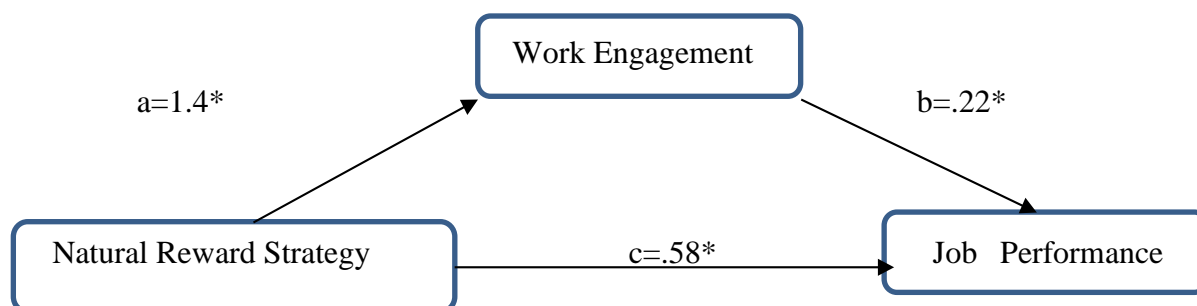 Work Engagement
a=1.4*
b=.22*
Natural Reward Strategy
c=.58*
Job Performance